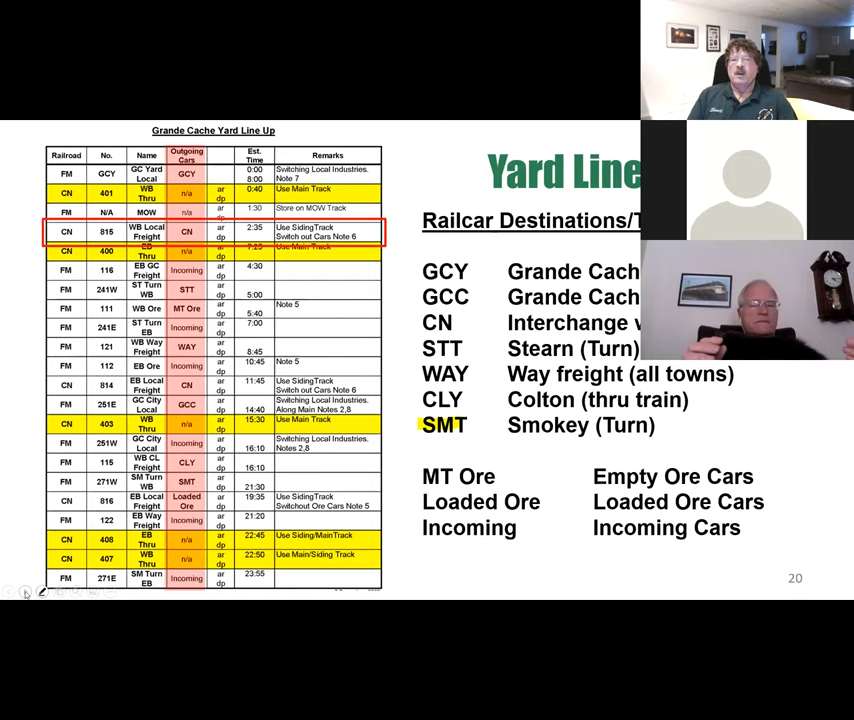 Grande Cache Yard Line Up
Railroad No. Name Outgoing Cars Est. Time Remarks
FM GCY GC Yard Local GCY 0:00 8:00 Switching Local Industries. Note 7
CN 401 WB Thru n/a ar dp 0:40 Use Main Track
FM N/A MOW n/a ar dp 1:30 Store on MOW Track
CN 815 WB Local Freight CN ar dp 2:35 Use SidingTrack Switch out Cars Note 6
CN 400 EB Thru n/a ar dp 7:25 Use Main Track
FM 116 EB GC Freight Incoming ar dp 4:30
FM 241W ST Turn WB STT ar dp 5:00
FM 111 WB Ore MT Ore ar dp 5:40 Note 5
FM 241E ST Turn EB Incoming ar dp 7:00
FM 121 WB Way Freight WAY ar dp 8:45
FM 112 EB Ore Incoming ar dp 10:45 Note 5
CN 814 EB Local Freight CN ar dp 11:45 Use SidingTrack Switch out Cars Note 6
FM 251E GC City Local GCC ar dp 14:40 Switching Local Industries. Along Main Notes 2,8
CN 403 WB Thru n/a ar dp 15:30 Use Main Track
FM 251W GC City Local Incoming ar dp 16:10 Switching Local Industries. Notes 2,8
FM 115 WB CL Freight CLY ar dp 16:10
FM 271W SM Turn WB SMT ar dp 21:30
CN 816 EB Local Freight Loaded Ore ar dp 19:35 Use SidingTrack Switchout Ore Cars Note 5
FM 122 EB Way Freight Incoming ar dp 21:20
CN 408 EB Thru n/a ar dp 22:45 Use Siding/MainTrack
CN 407 WB Thru n/a ar dp 22:50 Use Main/Siding Track
FM 271E SM Turn EB Incoming ar dp 23:55
Yard Line
Railcar Destinations/T
GCY Grande Cach
GCC Grande Cach
CN Interchange
STT Stearn (Turn)
WAY Way freight (all towns)
CLY Colton (thru train)
SMT Smokey (Turn)
MT Ore Empty Ore Cars
Loaded Ore Loaded Ore Cars
Incoming Incoming Cars
20